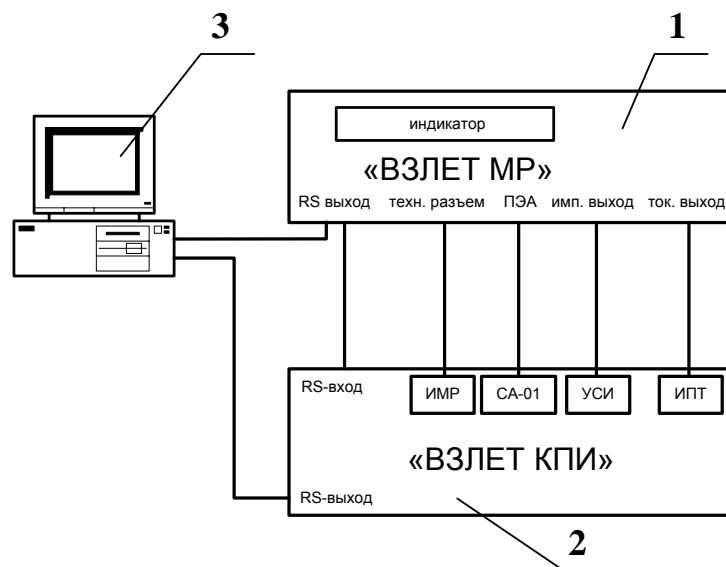 3
1
индикатор
«ВЗЛЕТ МР»
RS выход техн. разъем ПЭА имп. выход ток. выход
RS-вход ИМР СА-01 УСИ ИПТ
«ВЗЛЕТ КПИ»
RS-выход
2